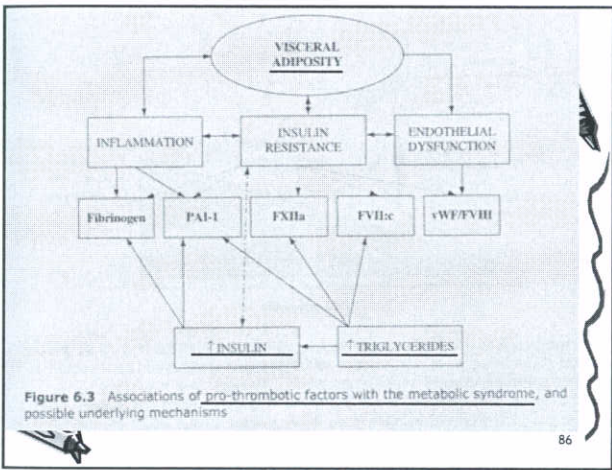 VISCERAL
ADIPOSITY
INFLAMMATION
INSULIN
RESISTANCE
ENDOTHELIAL
DYSFUNCTION
Fibrinogen
PAI-1
FXIIa
FVII:c
vWF/FVIII
↑INSULIN
↑TRIGLYCERIDES
Figure 6.3 Associations of pro-thrombotic factors with the metabolic syndrome, and
possible underlying mechanisms
86